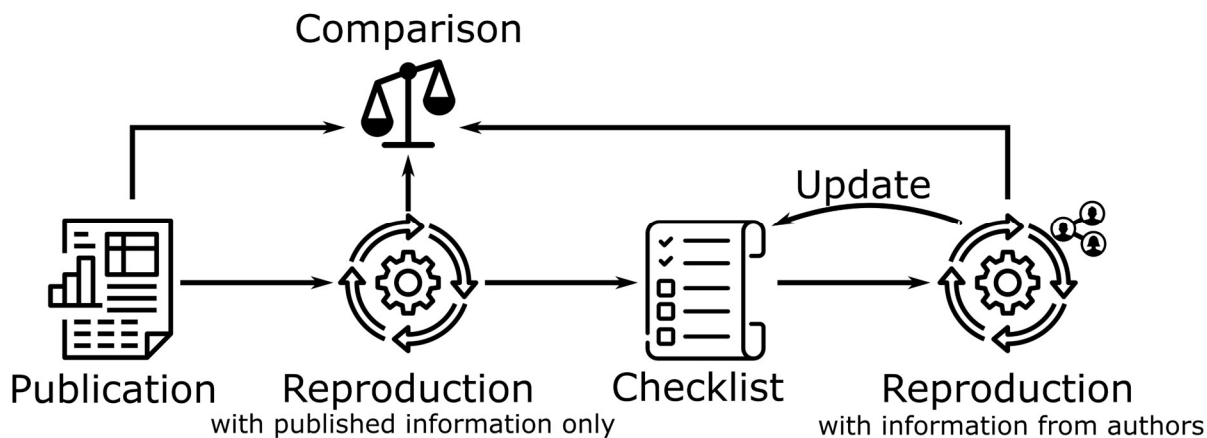 Comparison
Update
Publication
Reproduction
with published information only
Checklist
Reproduction
with information from authors